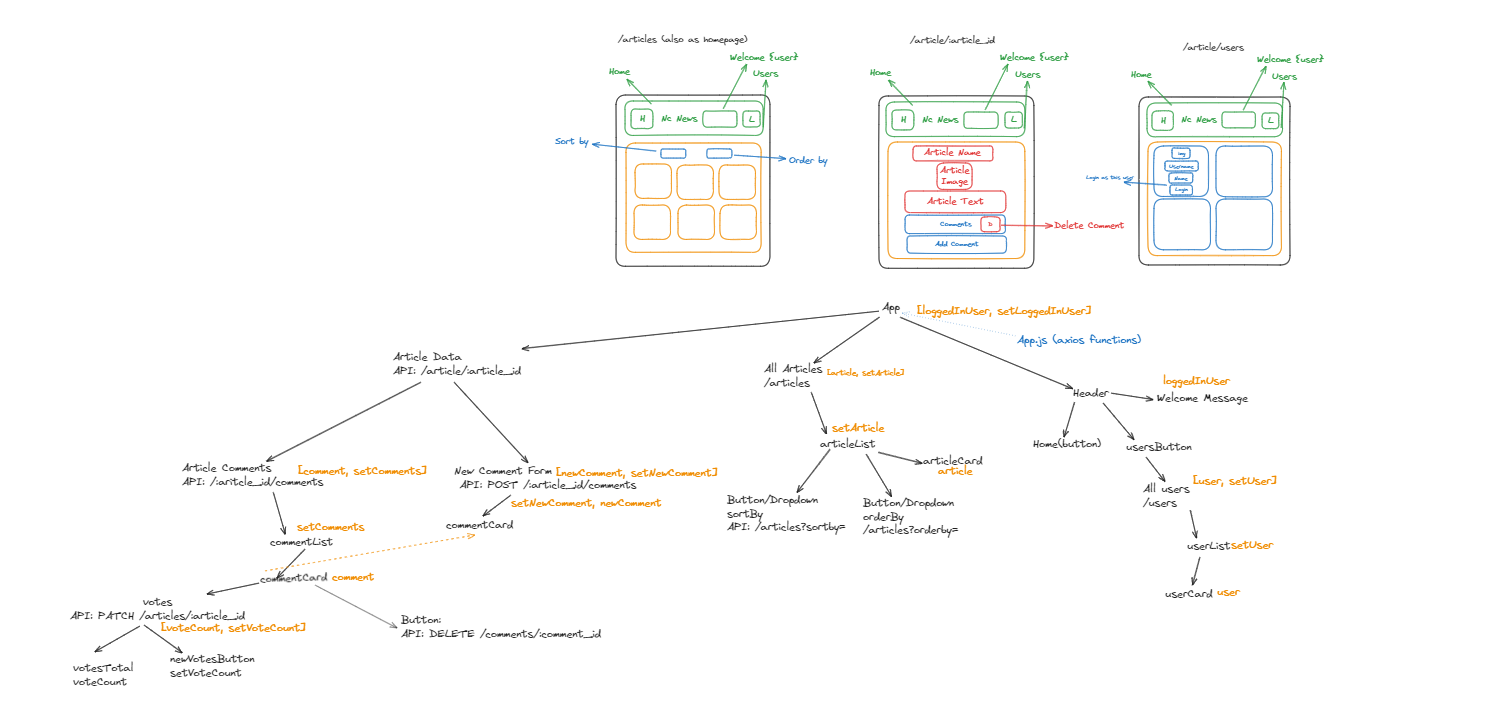 /articles (also as homepage)
Home
Welcome {user}
Users
H
Nc News
L
Sort by
Order by
/article/:article_id
Home
Welcome {user}
Users
H
Nc News
L
Article Name
Article
Image
Article Text
Comments
D
Delete Comment
Add Comment
/article/users
Home
Welcome {user}
Users
H
Nc News
L
img
Username
Name
Login
Login as this user
App
[loggedInUser, setLoggedInUser]
App.js (axios functions)
Article Data
API: /article/:article_id
All Articles
/articles
[article, setArticle]
Header
loggedInUser
Welcome Message
setArticle
articleList
Home(button)
usersButton
Article Comments
API: /:aritcle_id/comments
[comment, setComments]
New Comment Form
API: POST /:article_id/comments
[newComment, setNewComment]
setNewComment, newComment
commentCard
articleCard
article
Button/Dropdown
sortBy
API: /articles?sortby=
Button/Dropdown
orderBy
/articles?orderby=
All users
/users
[user, setUser]
userList
setUser
userCard
user
setComments
commentList
commentCard
comment
votes
API: PATCH /articles/:article_id
[voteCount, setVoteCount]
Button:
API: DELETE /comments/:comment_id
votesTotal
voteCount
newVotesButton
setVoteCount